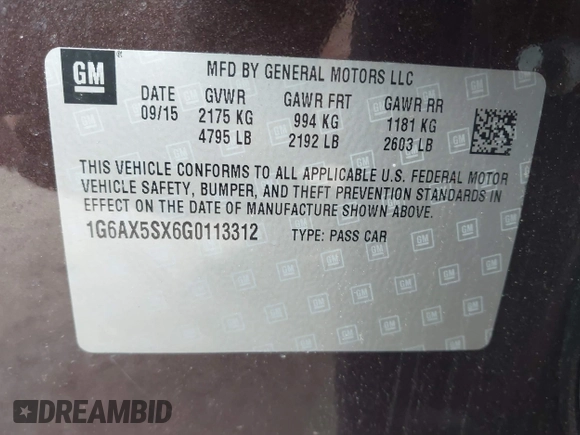 GM
MFD BY GENERAL MOTORS LLC
DATE GVWR GAWR FRT GAWR RR
09/15 2175 KG 994 KG 1181 KG
4795 LB 2192 LB 2603 LB
THIS VEHICLE CONFORMS TO ALL APPLICABLE U.S. FEDERAL MOTOR
VEHICLE SAFETY, BUMPER, AND THEFT PREVENTION STANDARDS IN
EFFECT ON THE DATE OF MANUFACTURE SHOWN ABOVE.
1G6AX5SX6G0113312 TYPE: PASS CAR
DREAMBID